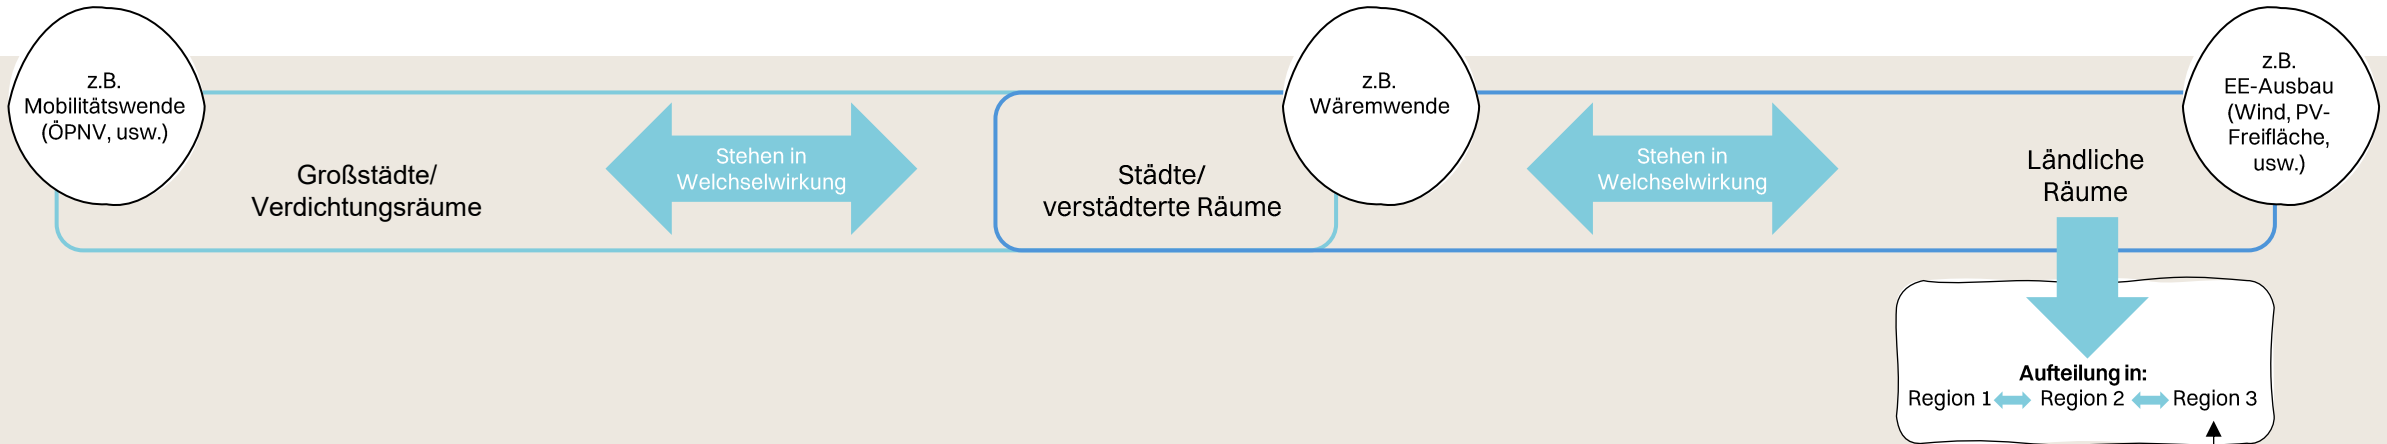 z.B.
Mobilitätswende
(ÖPNV, usw.)
Großstädte/
Verdichtungsräume
Stehen in
Welchselwirkung
Städte/
verstädterte Räume
z.B.
Wäremwende
Stehen in
Welchselwirkung
Ländliche
Räume
z.B.
EE-Ausbau
(Wind, PV-
Freifläche,
usw.)
Aufteilung in:
Region 1 Region 2 Region 3